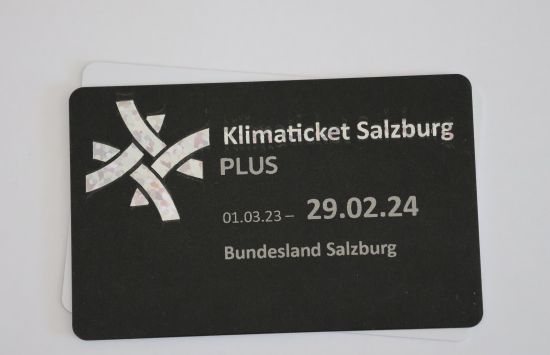 Klimaticket Salzburg
PLUS
01.03.23 – 29.02.24
Bundesland Salzburg